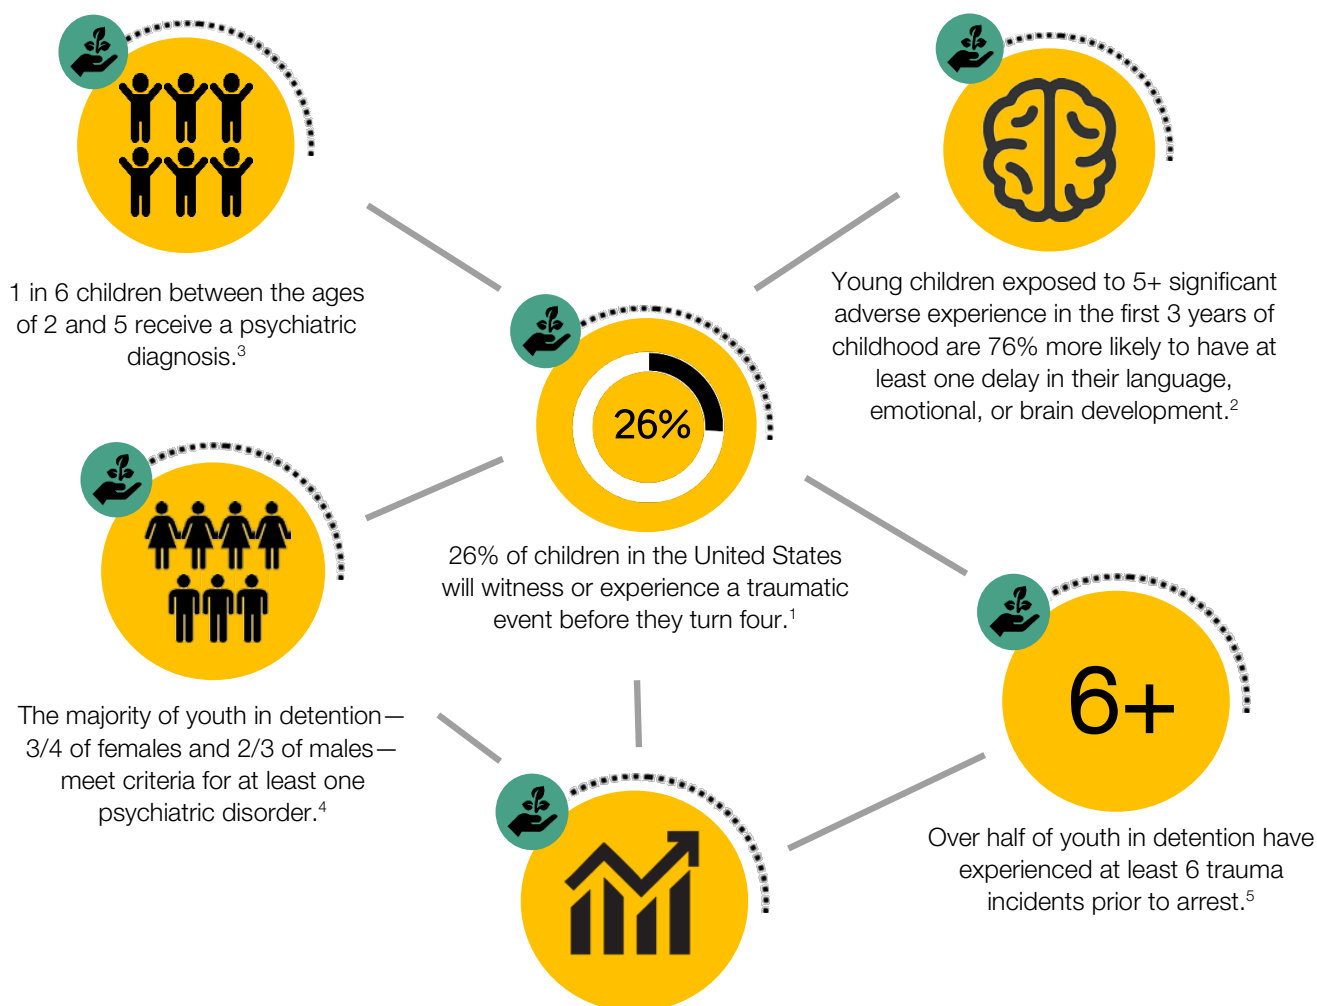 1 in 6 children between the ages
of 2 and 5 receive a psychiatric
diagnosis.³
Young children exposed to 5+ significant
adverse experience in the first 3 years of
childhood are 76% more likely to have at
least one delay in their language,
emotional, or brain development.²
26%
26% of children in the United States
will witness or experience a traumatic
event before they turn four.¹
The majority of youth in detention—
3/4 of females and 2/3 of males—
meet criteria for at least one
psychiatric disorder.⁴
6+
Over half of youth in detention have
experienced at least 6 trauma
incidents prior to arrest.⁵